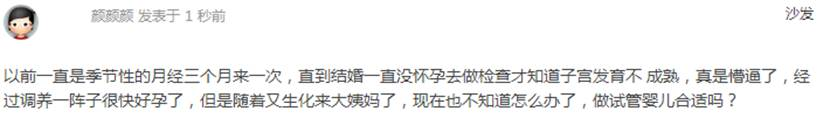 颜颜颜 发表于 1 秒前
沙发
以前一直是季节性的月经三个月来一次，直到结婚一直没怀孕去做检查才知道子宫发育不 成熟，真是懵逼了，经
过调养一阵子很快好孕了，但是随着又生化来大姨妈了，现在也不知道怎么办了，做试管婴儿合适吗？